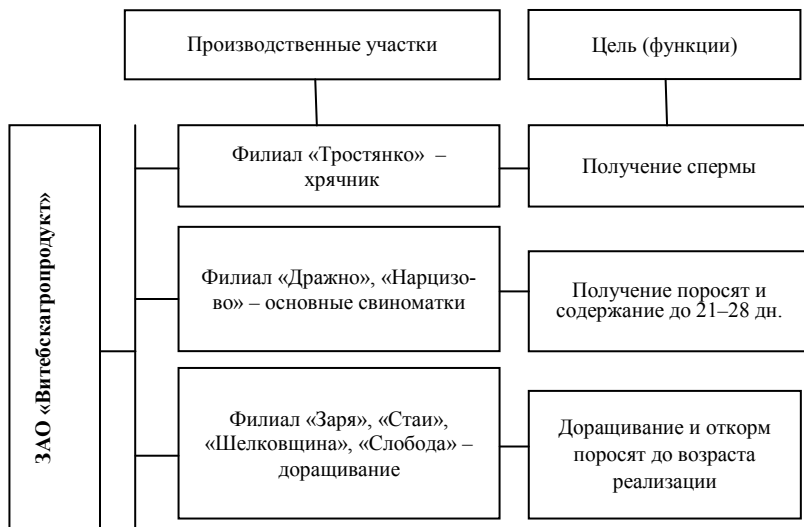 Производственные участки
Цель (функции)
ЗАО «Витебскагропродукт»
Филиал «Тростянко» –
хрячник
Получение спермы
Филиал «Дражно», «Нарцизо-
во» – основные свиноматки
Получение поросят и
содержание до 21–28 дн.
Филиал «Заря», «Стаи»,
«Шелковщина», «Слобода» –
доращивание
Доращивание и откорм
поросят до возраста
реализации